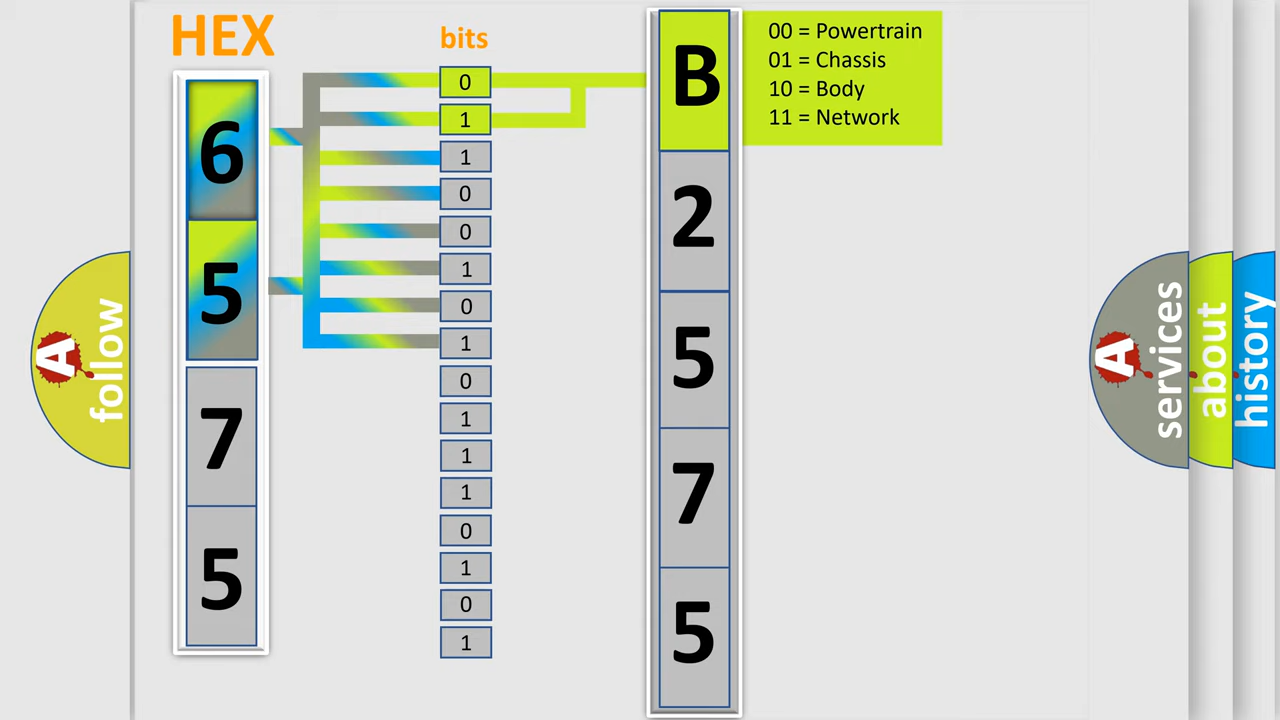 HEX
bits
6
5
7
5
0
1
1
0
0
1
0
1
0
1
1
1
0
1
0
1
B
2
5
7
5
00 = Powertrain
01 = Chassis
10 = Body
11 = Network
A
follow
A
services
about
history